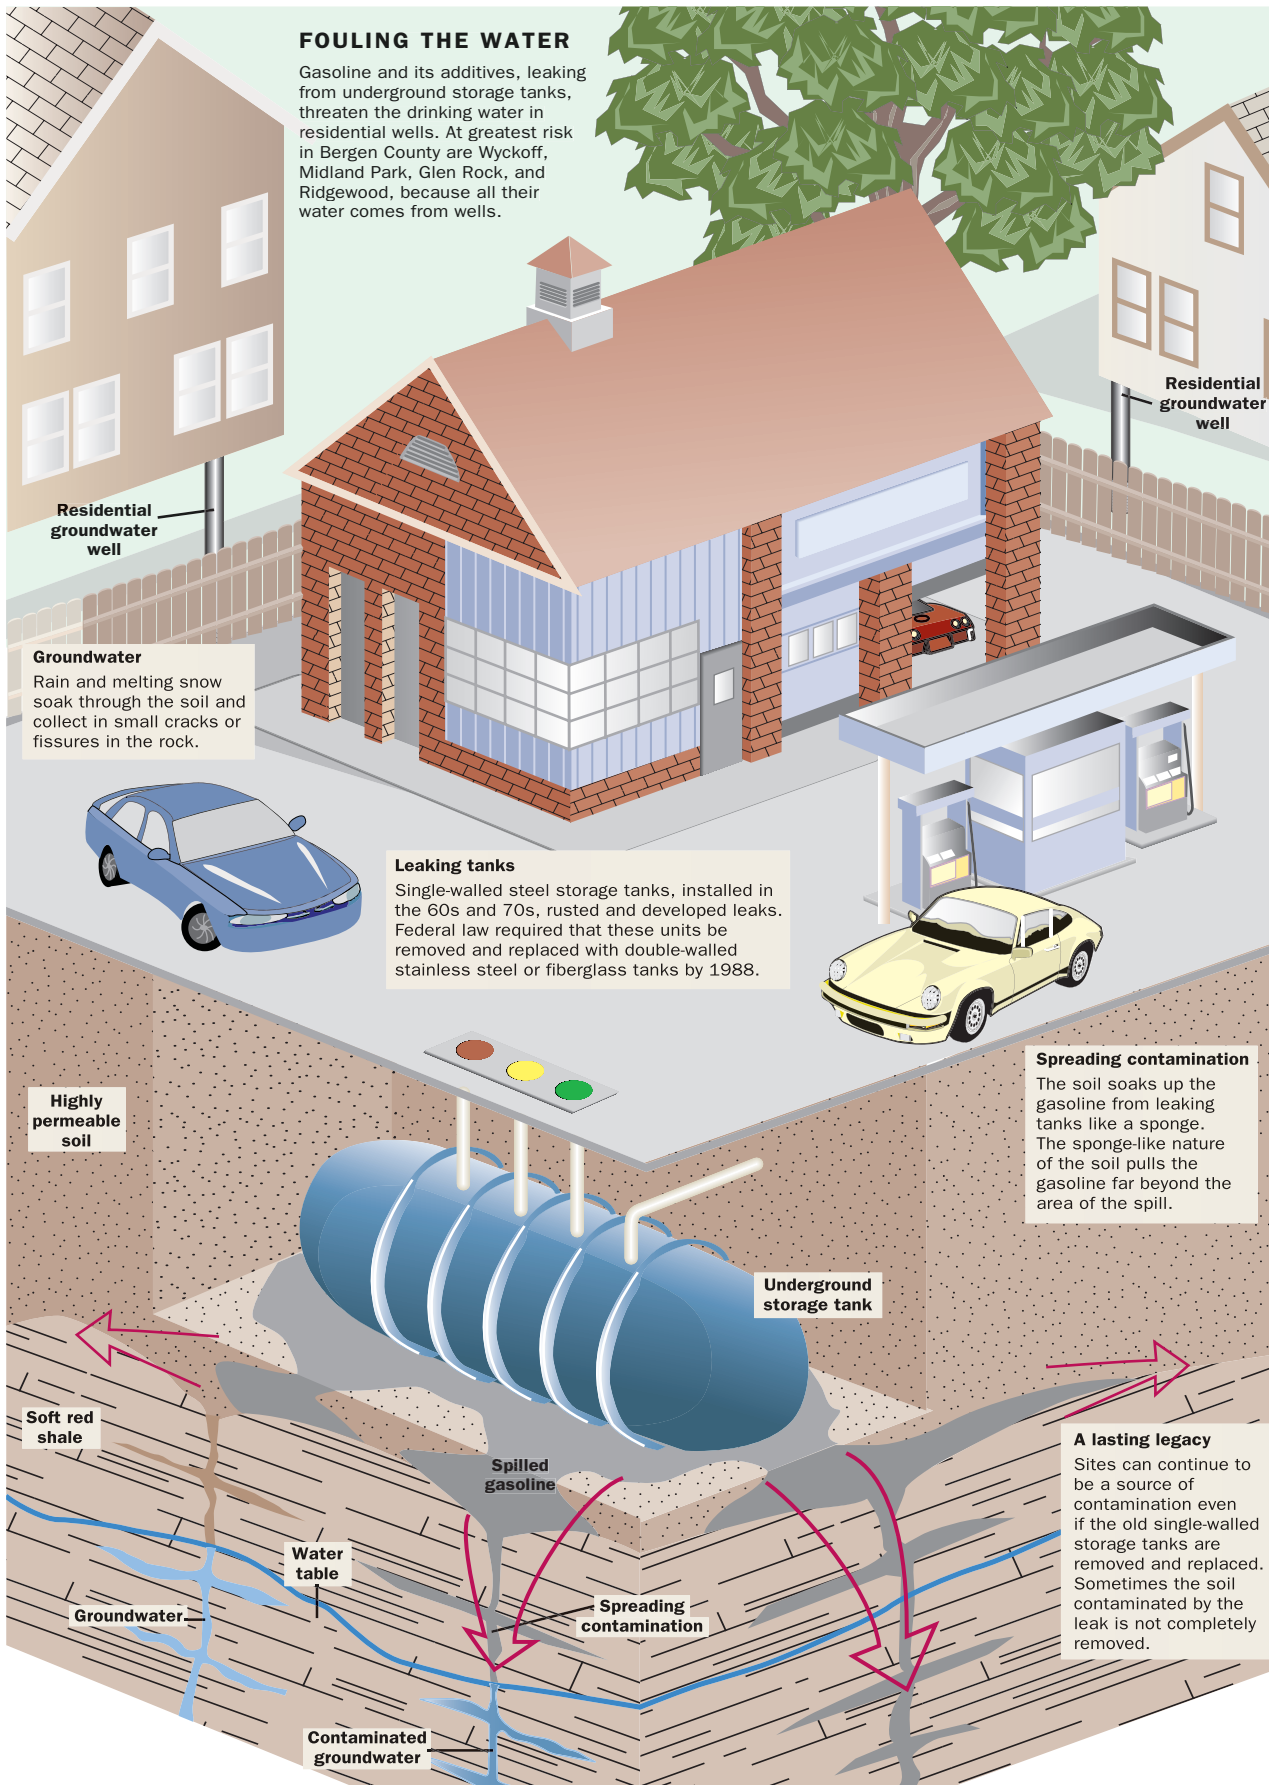 FOULING THE WATER
Gasoline and its additives, leaking
from underground storage tanks,
threaten the drinking water in
residential wells. At greatest risk
in Bergen County are Wyckoff,
Midland Park, Glen Rock, and
Ridgewood, because all their
water comes from wells.
Residential
groundwater
well
Residential
groundwater
well
Groundwater
Rain and melting snow
soak through the soil and
collect in small cracks or
fissures in the rock.
Leaking tanks
Single-walled steel storage tanks, installed in
the 60s and 70s, rusted and developed leaks.
Federal law required that these units be
removed and replaced with double-walled
stainless steel or fiberglass tanks by 1988.
Highly
permeable
soil
Spreading contamination
The soil soaks up the
gasoline from leaking
tanks like a sponge.
The sponge-like nature
of the soil pulls the
gasoline far beyond the
area of the spill.
Underground
storage tank
Soft red
shale
Spilled
gasoline
A lasting legacy
Sites can continue to
be a source of
contamination even
if the old single-walled
storage tanks are
removed and replaced.
Sometimes the soil
contaminated by the
leak is not completely
removed.
Water
table
Groundwater
Spreading
contamination
Contaminated
groundwater